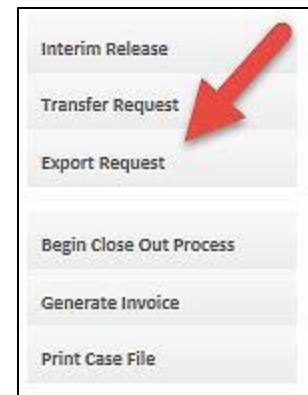 Interim Release
Transfer Request
Export Request
Begin Close Out Process
Generate Invoice
Print Case File